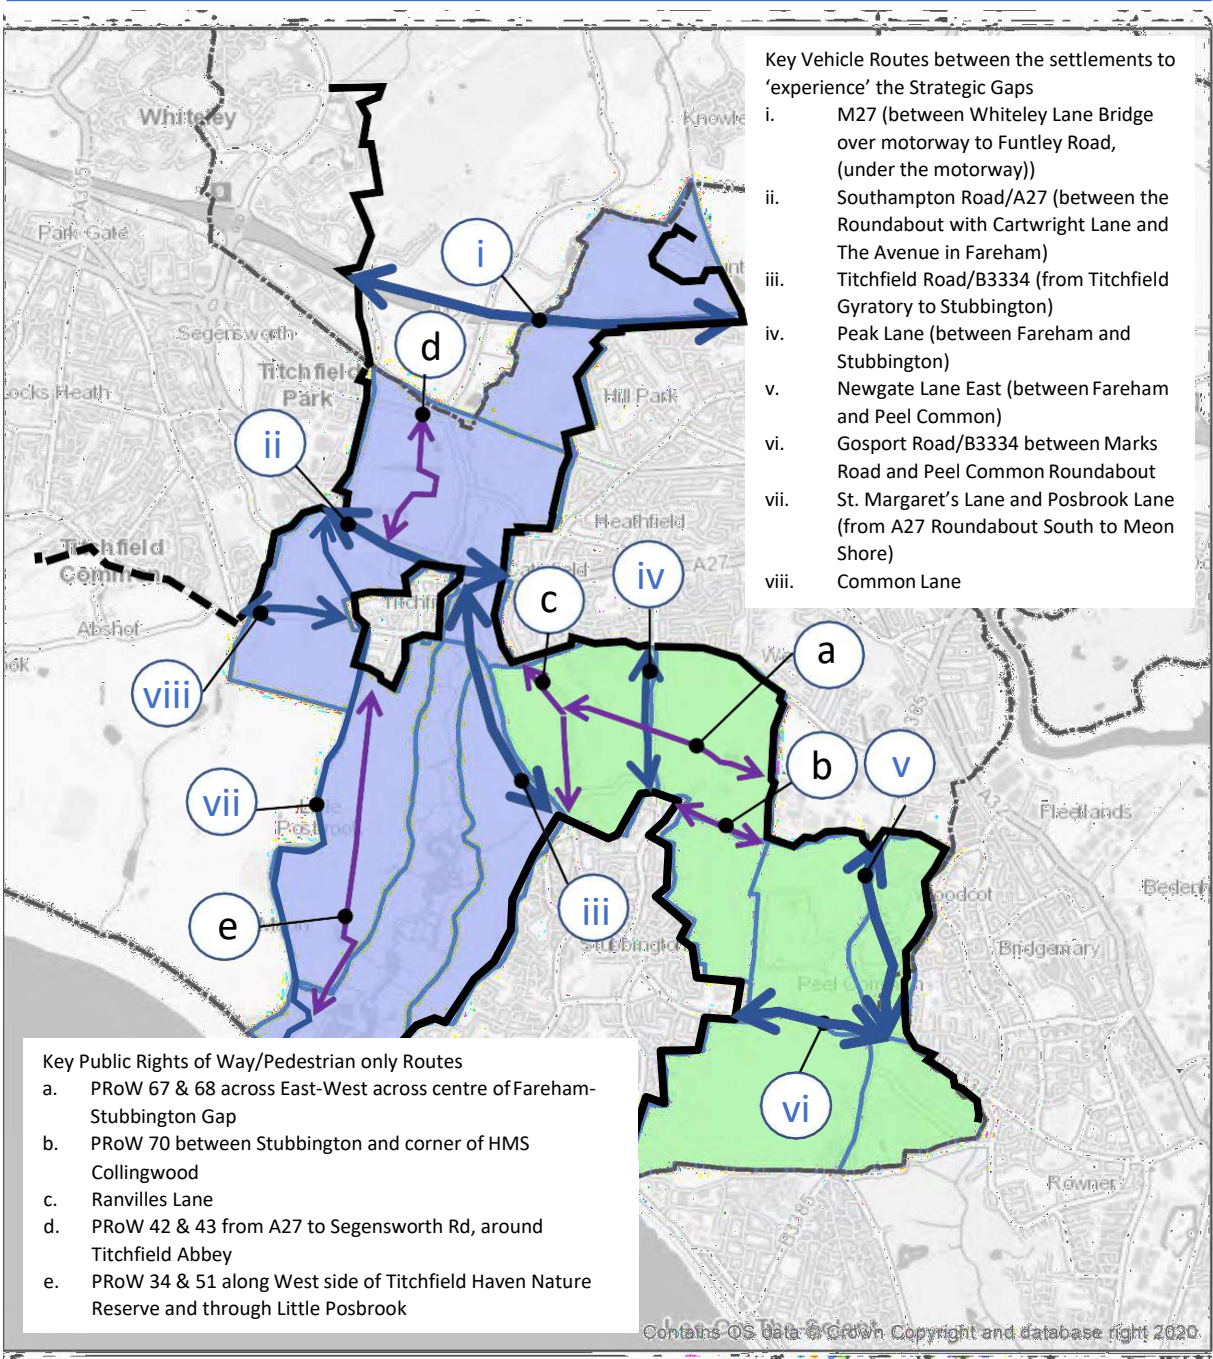 Key Vehicle Routes between the settlements to
‘experience’ the Strategic Gaps
i. M27 (between Whiteley Lane Bridge
over motorway to Funtley Road,
(under the motorway))
ii. Southampton Road/A27 (between the
Roundabout with Cartwright Lane and
The Avenue in Fareham)
iii. Titchfield Road/B3334 (from Titchfield
Gyratory to Stubbington)
iv. Peak Lane (between Fareham and
Stubbington)
v. Newgate Lane East (between Fareham
and Peel Common)
vi. Gosport Road/B3334 between Marks
Road and Peel Common Roundabout
vii. St. Margaret’s Lane and Posbrook Lane
(from A27 Roundabout South to Meon
Shore)
viii. Common Lane
Whiteley
A3051
Park Gate
i
Segensworth
d
Titchfield
Park
Hill Park
ii
Heathfield
Titchfield
Common
A27
iv
c
Abshot
a
viii
b
v
vii
A32
Fleetlands
Posbrook
iii
e
Stubbington
Bridgemary
Peel Common
vi
Rowner
B3385
Key Public Rights of Way/Pedestrian only Routes
a. PRoW 67 & 68 across East-West across centre of Fareham-
Stubbington Gap
b. PRoW 70 between Stubbington and corner of HMS
Collingwood
c. Ranvilles Lane
d. PRoW 42 & 43 from A27 to Segensworth Rd, around
Titchfield Abbey
e. PRoW 34 & 51 along West side of Titchfield Haven Nature
Reserve and through Little Posbrook
Contains OS data © Crown Copyright and database right 2020